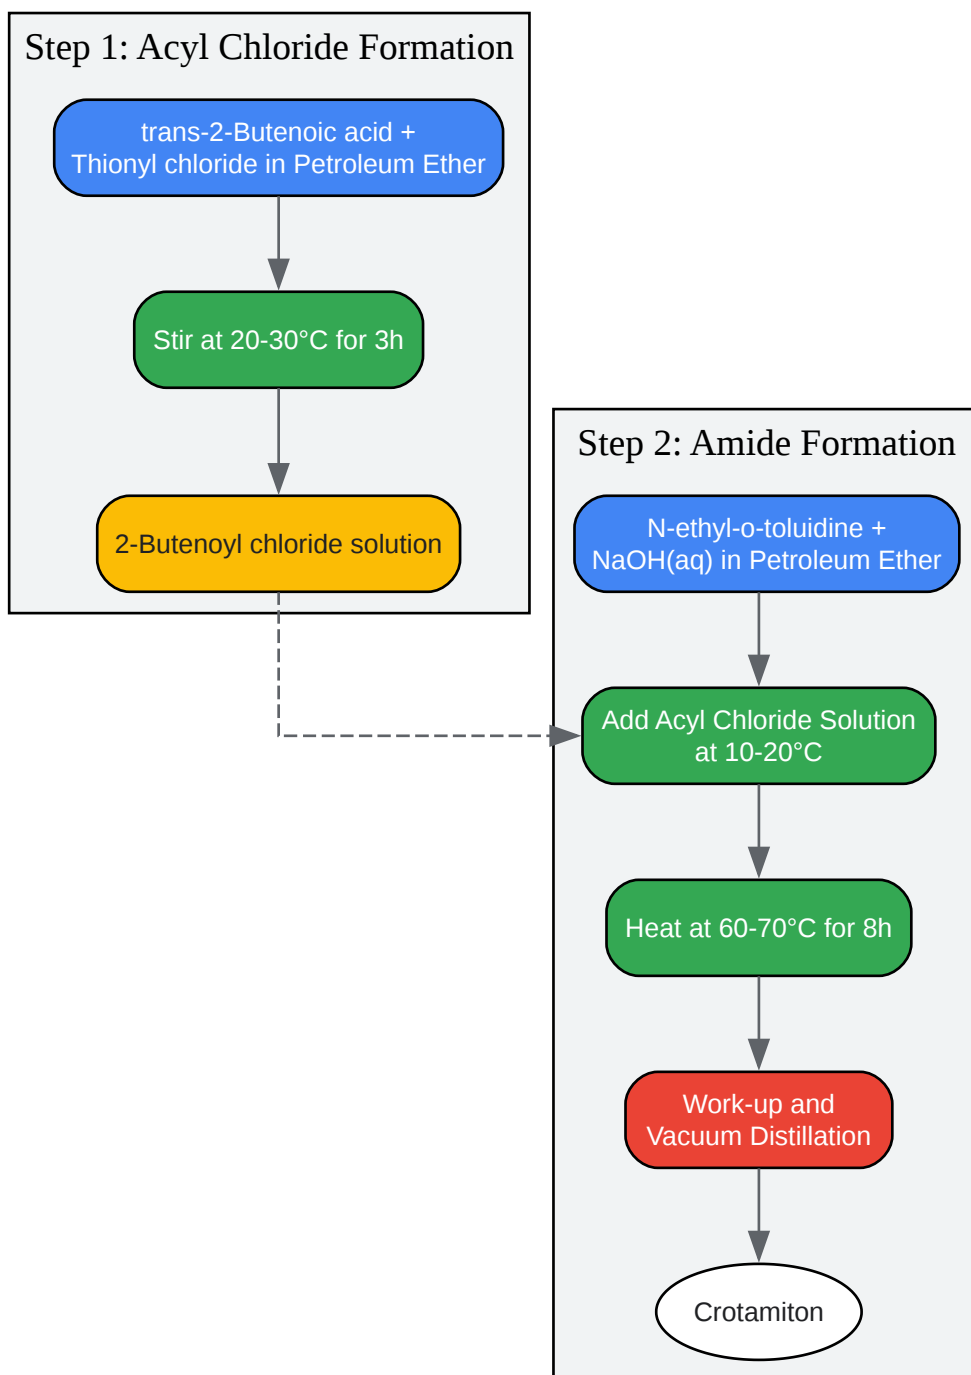 Step 1: Acyl Chloride Formation
trans-2-Butenoic acid +
Thionyl chloride in Petroleum Ether
Stir at 20-30°C for 3h
2-Butenoyl chloride solution
Step 2: Amide Formation
N-ethyl-o-toluidine +
NaOH(aq) in Petroleum Ether
Add Acyl Chloride Solution
at 10-20°C
Heat at 60-70°C for 8h
Work-up and
Vacuum Distillation
Crotamiton